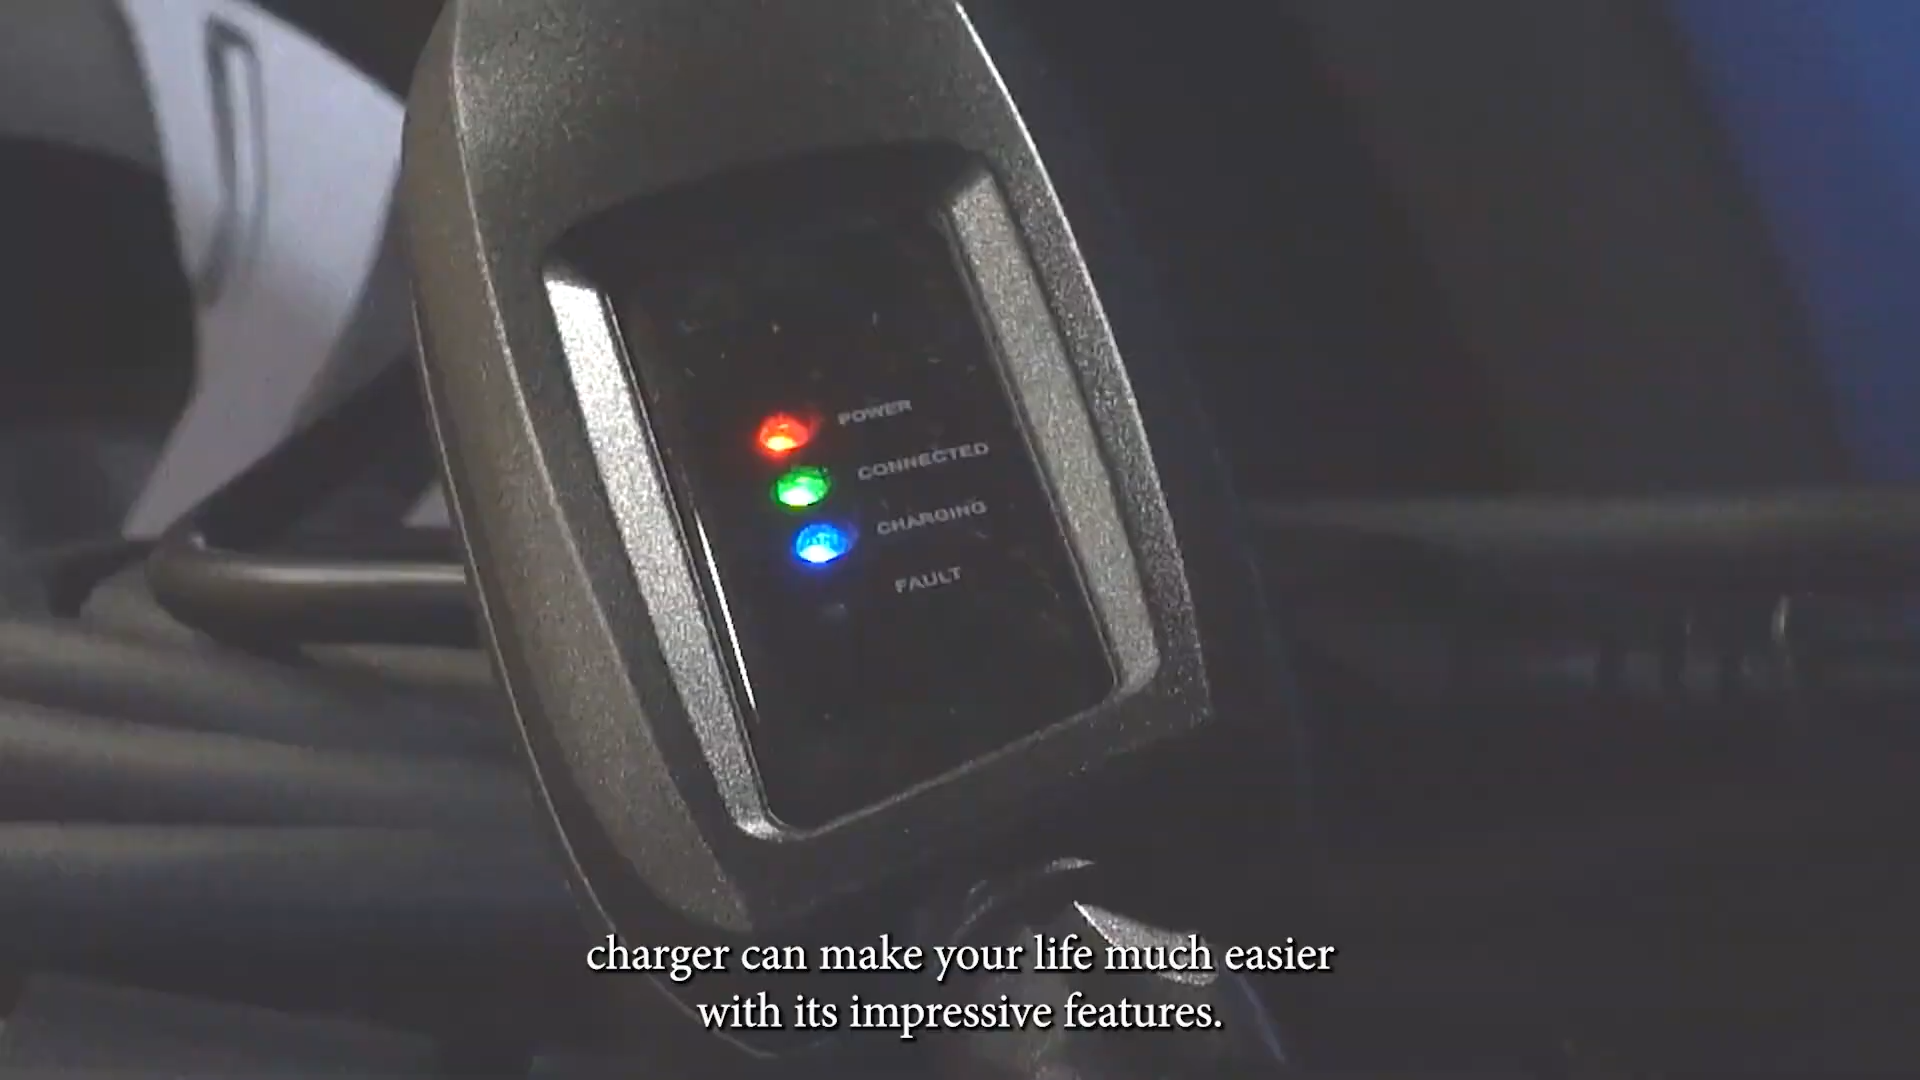 POWER
CONNECTED
CHARGING
FAULT
charger can make your life much easier
with its impressive features.